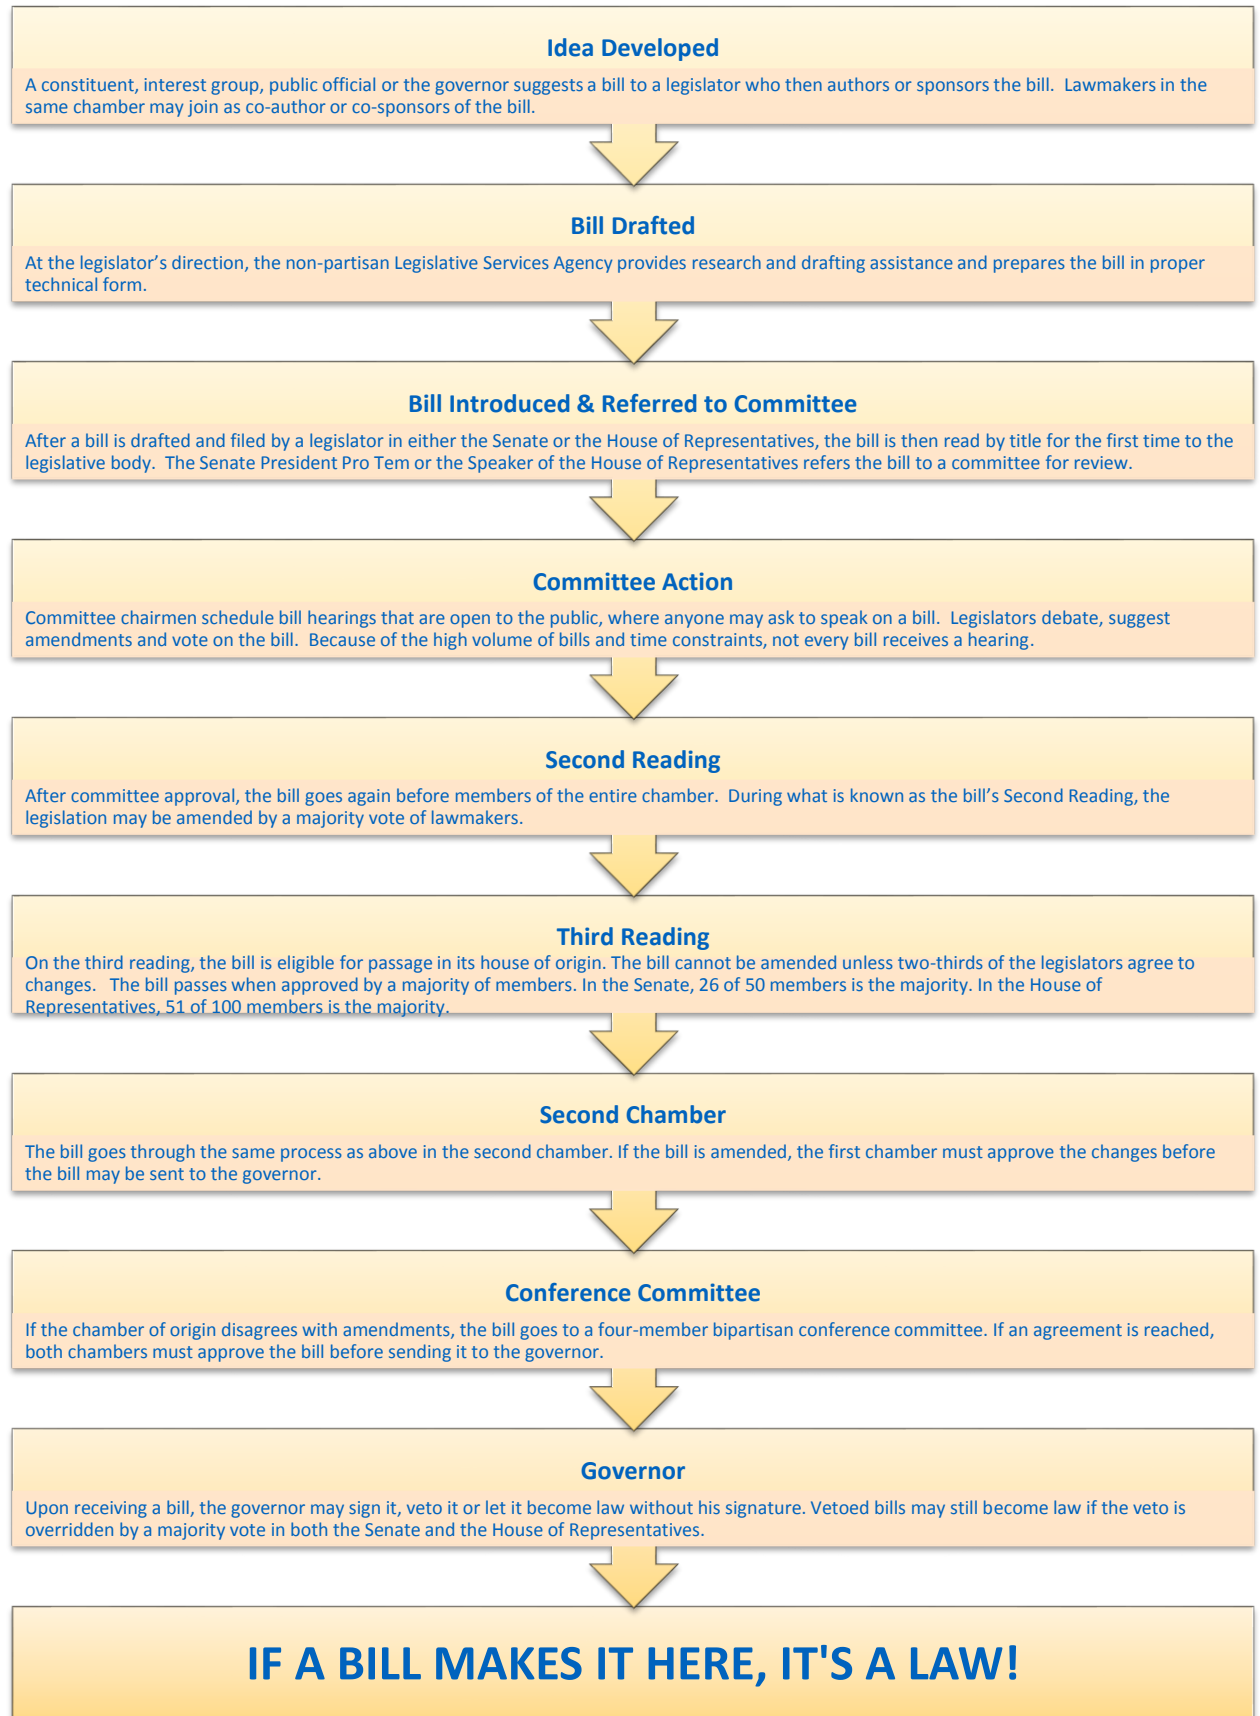 Idea Developed
A constituent, interest group, public official or the governor suggests a bill to a legislator who then authors or sponsors the bill.  Lawmakers in the
same chamber may join as co-author or co-sponsors of the bill.
Bill Drafted
At the legislator’s direction, the non-partisan Legislative Services Agency provides research and drafting assistance and prepares the bill in proper
technical form.
Bill Introduced & Referred to Committee
After a bill is drafted and filed by a legislator in either the Senate or the House of Representatives, the bill is then read by title for the first time to the
legislative body.  The Senate President Pro Tem or the Speaker of the House of Representatives refers the bill to a committee for review.
Committee Action
Committee chairmen schedule bill hearings that are open to the public, where anyone may ask to speak on a bill.  Legislators debate, suggest
amendments and vote on the bill.  Because of the high volume of bills and time constraints, not every bill receives a hearing.
Second Reading
After committee approval, the bill goes again before members of the entire chamber.  During what is known as the bill’s Second Reading, the
legislation may be amended by a majority vote of lawmakers.
Third Reading
On the third reading, the bill is eligible for passage in its house of origin. The bill cannot be amended unless two-thirds of the legislators agree to
changes.   The bill passes when approved by a majority of members. In the Senate, 26 of 50 members is the majority. In the House of
Representatives, 51 of 100 members is the majority.
Second Chamber
The bill goes through the same process as above in the second chamber. If the bill is amended, the first chamber must approve the changes before
the bill may be sent to the governor.
Conference Committee
If the chamber of origin disagrees with amendments, the bill goes to a four-member bipartisan conference committee. If an agreement is reached,
both chambers must approve the bill before sending it to the governor.
Governor
Upon receiving a bill, the governor may sign it, veto it or let it become law without his signature. Vetoed bills may still become law if the veto is
overridden by a majority vote in both the Senate and the House of Representatives.
IF A BILL MAKES IT HERE, IT'S A LAW!